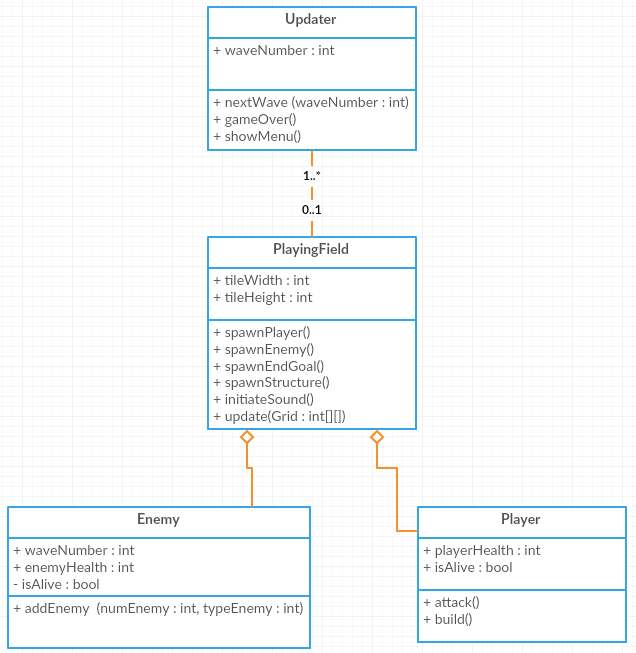 Updater
+ waveNumber : int
+ nextWave (waveNumber : int)
+ gameOver()
+ showMenu()
1..*
0..1
PlayingField
+ tileWidth : int
+ tileHeight : int
+ spawnPlayer()
+ spawnEnemy()
+ spawnEndGoal()
+ spawnStructure()
+ initiateSound()
+ update(Grid : int[][])
Enemy
+ waveNumber : int
+ enemyHealth : int
- isAlive : bool
+ addEnemy (numEnemy : int, typeEnemy : int)
Player
+ playerHealth : int
+ isAlive : bool
+ attack()
+ build()